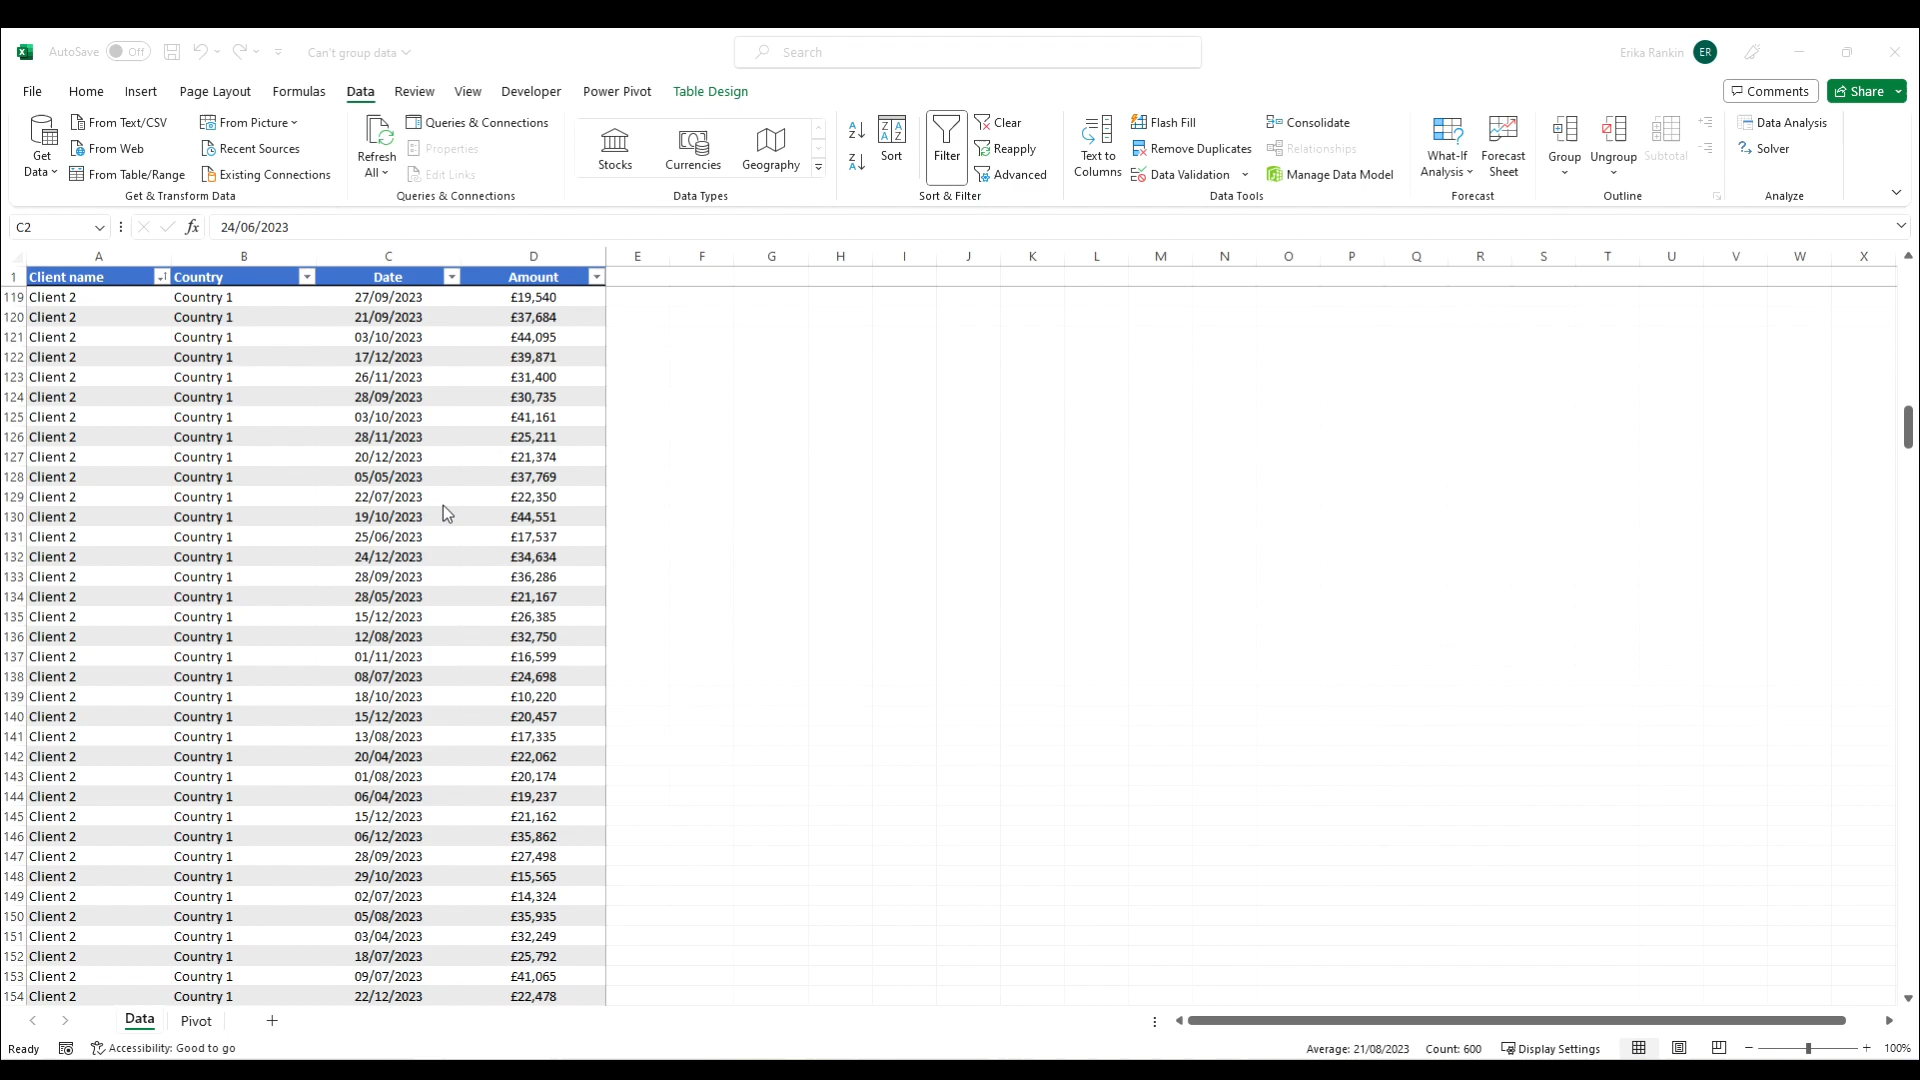 AutoSave Off Can't group data Search Erika Rankin ER
File Home Insert Page Layout Formulas Data Review View Developer Power Pivot Table Design Comments Share
Get Data
From Text/CSV
From Web
From Table/Range
From Picture
Recent Sources
Existing Connections
Get & Transform Data
Refresh All
Queries & Connections
Properties
Edit Links
Queries & Connections
Stocks Currencies Geography
Data Types
Sort
Filter
Clear
Reapply
Advanced
Sort & Filter
Text to Columns
Flash Fill
Remove Duplicates
Data Validation
Consolidate
Relationships
Manage Data Model
Data Tools
What-If Analysis
Forecast Sheet
Forecast
Group Ungroup Subtotal
Outline
Data Analysis
Solver
Analyze
C2 fx 24/06/2023
A B C D E F G H I J K L M N O P Q R S T U V W X
1 Client name Country Date Amount
119 Client 2 Country 1 27/09/2023 £19,540
120 Client 2 Country 1 21/09/2023 £37,684
121 Client 2 Country 1 03/10/2023 £44,095
122 Client 2 Country 1 17/12/2023 £39,871
123 Client 2 Country 1 26/11/2023 £31,400
124 Client 2 Country 1 28/09/2023 £30,735
125 Client 2 Country 1 03/10/2023 £41,161
126 Client 2 Country 1 28/11/2023 £25,211
127 Client 2 Country 1 20/12/2023 £21,374
128 Client 2 Country 1 05/05/2023 £37,769
129 Client 2 Country 1 22/07/2023 £22,350
130 Client 2 Country 1 19/10/2023 £44,551
131 Client 2 Country 1 25/06/2023 £17,537
132 Client 2 Country 1 24/12/2023 £34,634
133 Client 2 Country 1 28/09/2023 £36,286
134 Client 2 Country 1 28/05/2023 £21,167
135 Client 2 Country 1 15/12/2023 £26,385
136 Client 2 Country 1 12/08/2023 £32,750
137 Client 2 Country 1 01/11/2023 £16,599
138 Client 2 Country 1 08/07/2023 £24,698
139 Client 2 Country 1 18/10/2023 £10,220
140 Client 2 Country 1 15/12/2023 £20,457
141 Client 2 Country 1 13/08/2023 £17,335
142 Client 2 Country 1 20/04/2023 £22,062
143 Client 2 Country 1 01/08/2023 £20,174
144 Client 2 Country 1 06/04/2023 £19,237
145 Client 2 Country 1 15/12/2023 £21,162
146 Client 2 Country 1 06/12/2023 £35,862
147 Client 2 Country 1 28/09/2023 £27,498
148 Client 2 Country 1 29/10/2023 £15,565
149 Client 2 Country 1 02/07/2023 £14,324
150 Client 2 Country 1 05/08/2023 £35,935
151 Client 2 Country 1 03/04/2023 £32,249
152 Client 2 Country 1 18/07/2023 £25,792
153 Client 2 Country 1 09/07/2023 £41,065
154 Client 2 Country 1 22/12/2023 £22,478
Data Pivot
Ready Accessibility: Good to go Average: 21/08/2023 Count: 600 Display Settings 100%